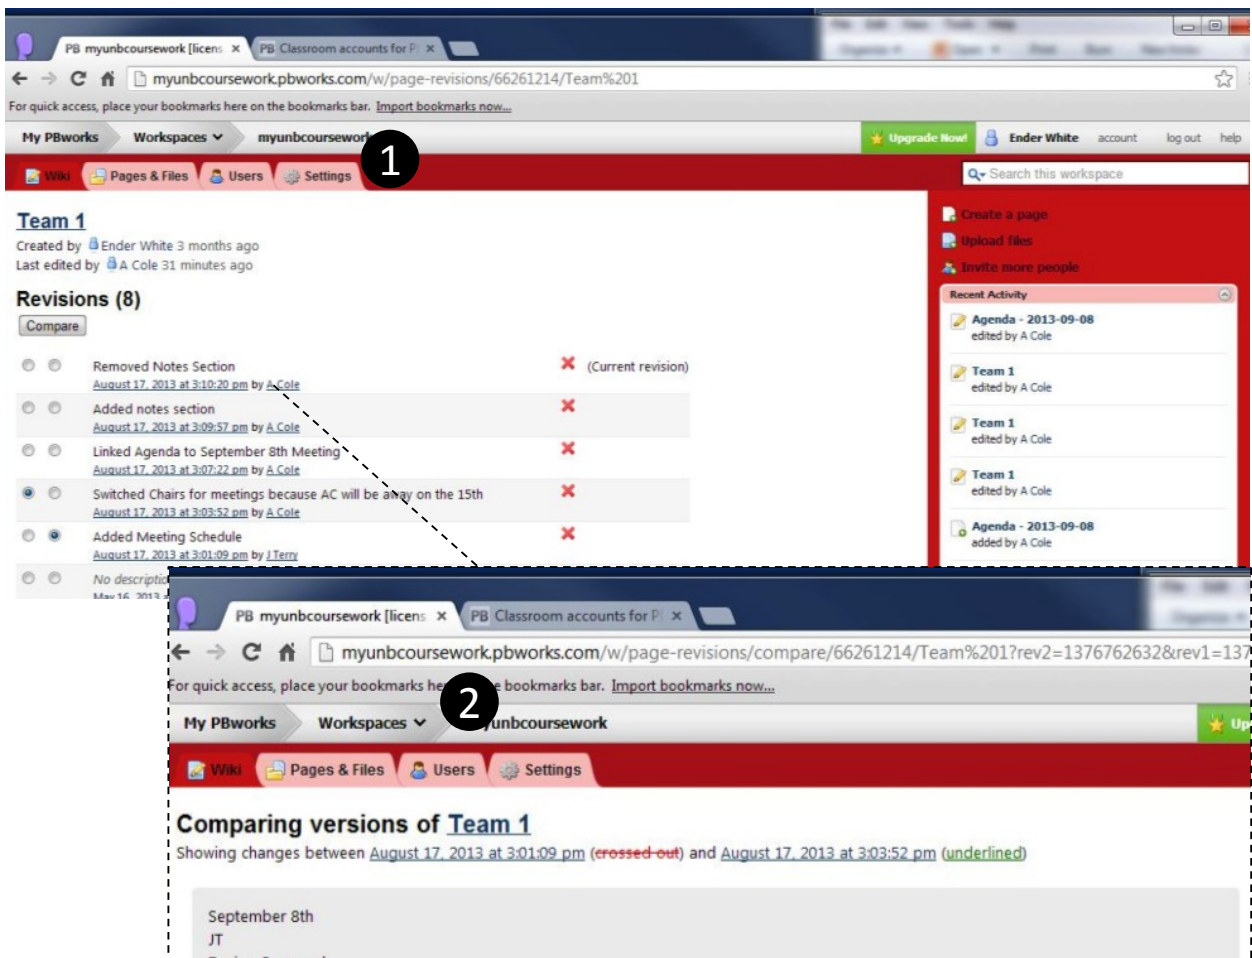 PB myunbcoursework [licens × PB Classroom accounts for P ×
myunbcoursework.pbworks.com/w/page-revisions/66261214/Team%201
For quick access, place your bookmarks here on the bookmarks bar. Import bookmarks now...
My PBworks Workspaces myunbcoursework Upgrade Now! Ender White account log out help
1
Wiki Pages & Files Users Settings Search this workspace
Team 1
Created by Ender White 3 months ago
Last edited by A Cole 31 minutes ago
Revisions (8)
Compare
Removed Notes Section (Current revision)
August 17, 2013 at 3:10:20 pm by A Cole
Added notes section
August 17, 2013 at 3:09:57 pm by A Cole
Linked Agenda to September 8th Meeting
August 17, 2013 at 3:07:22 pm by A Cole
Switched Chairs for meetings because AC will be away on the 15th
August 17, 2013 at 3:03:52 pm by A Cole
Added Meeting Schedule
August 17, 2013 at 3:01:09 pm by J Terry
No descriptio
May 16, 2013
Create a page
Upload files
Invite more people
Recent Activity
Agenda - 2013-09-08
edited by A Cole
Team 1
edited by A Cole
Team 1
edited by A Cole
Team 1
edited by A Cole
Agenda - 2013-09-08
added by A Cole
PB myunbcoursework [licens × PB Classroom accounts for P ×
myunbcoursework.pbworks.com/w/page-revisions/compare/66261214/Team%201?rev2=1376762632&rev1=137
For quick access, place your bookmarks he e bookmarks bar. Import bookmarks now...
2
My PBworks Workspaces yunbcoursework Up
Wiki Pages & Files Users Settings
Comparing versions of Team 1
Showing changes between August 17, 2013 at 3:01:09 pm (crossed out) and August 17, 2013 at 3:03:52 pm (underlined)
September 8th
JT